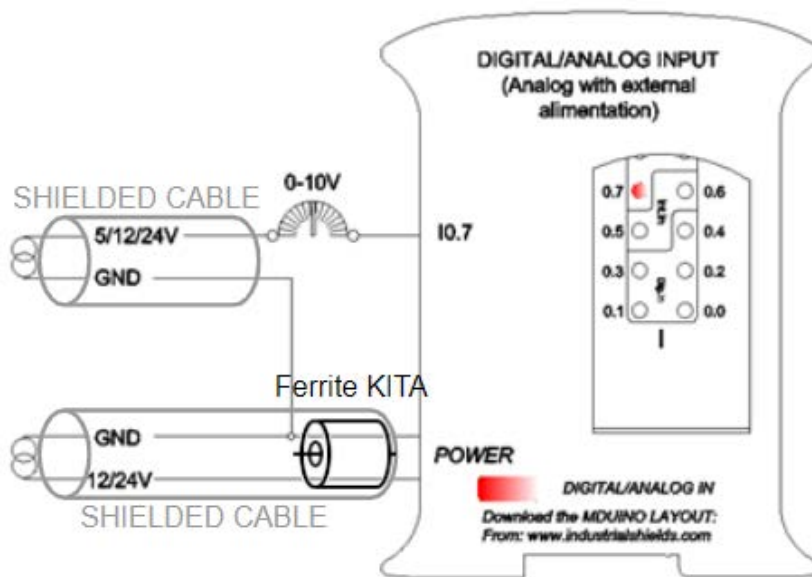 DIGITAL/ANALOG INPUT
(Analog with external
alimentation)
SHIELDED CABLE
0-10V
5/12/24V
GND
I0.7
0.7
0.6
0.5
0.4
0.3
0.2
0.1
0.0
I
Ferrite KITA
GND
12/24V
POWER
SHIELDED CABLE
DIGITAL/ANALOG IN
Download the MDUINO LAYOUT:
From: www.industrialshields.com